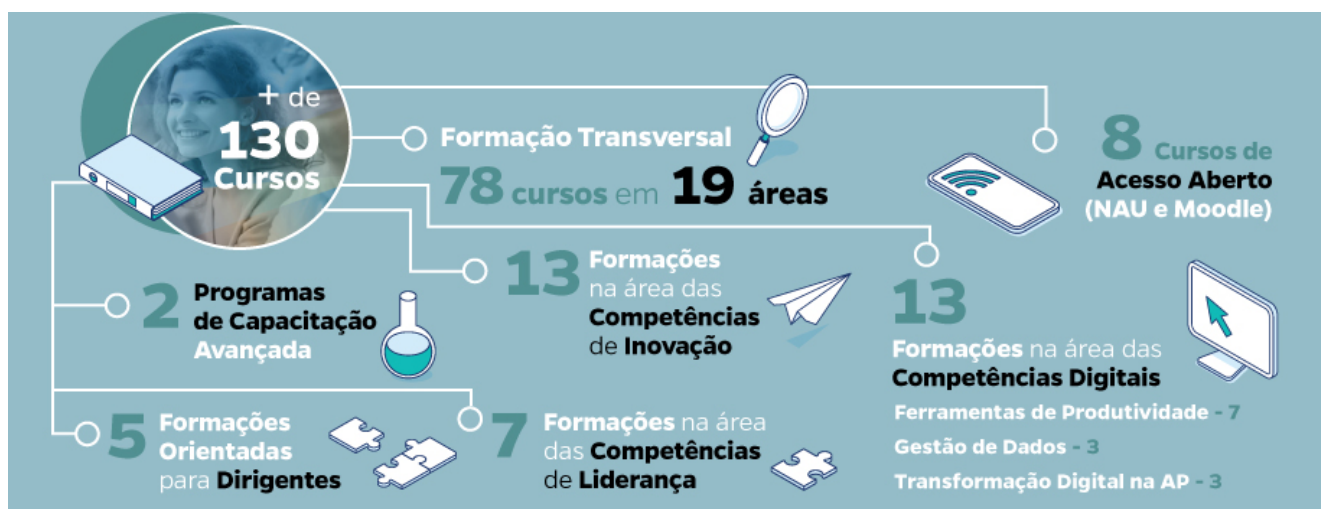 + de
130
Cursos
Formação Transversal
78 cursos em 19 áreas
8 Cursos de
Acesso Aberto
(NAU e Moodle)
2 Programas
de Capacitação
Avançada
13 Formações
na área das
Competências
de Inovação
13
Formações na área das
Competências Digitais
Ferramentas de Produtividade - 7
Gestão de Dados - 3
Transformação Digital na AP - 3
5 Formações
Orientadas
para Dirigentes
7 Formações na área
das Competências
de Liderança